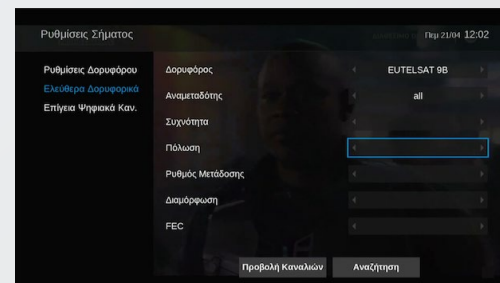 Ρυθμίσεις Σήματος
Πεμ 21/04 12:02
Ρυθμίσεις Δορυφόρου
Ελεύθερα Δορυφορικά
Επίγεια Ψηφιακά Καν.
Δορυφόρος EUTELSAT 9B
Αναμεταδότης all
Συχνότητα
Πόλωση
Ρυθμός Μετάδοσης
Διαμόρφωση
FEC
Προβολή Καναλιών Αναζήτηση